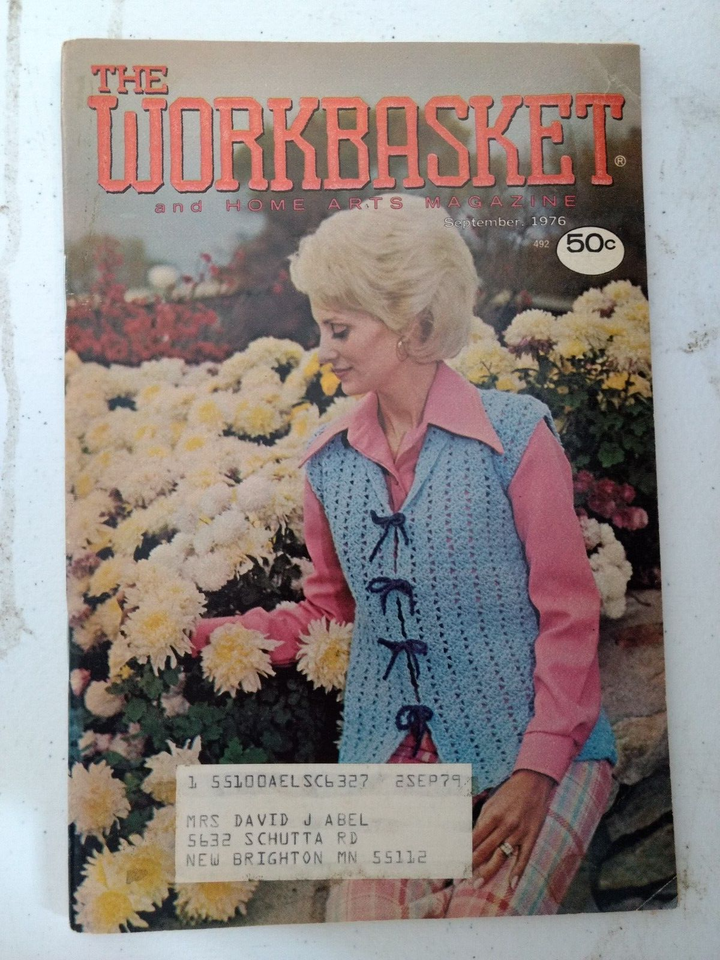 THE
WORKBASKET®
and HOME ARTS MAGAZINE
September, 1976
492 50c
1 55100AELSC6327 2SEP79
MRS DAVID J ABEL
5632 SCHUTTA RD
NEW BRIGHTON MN 55112